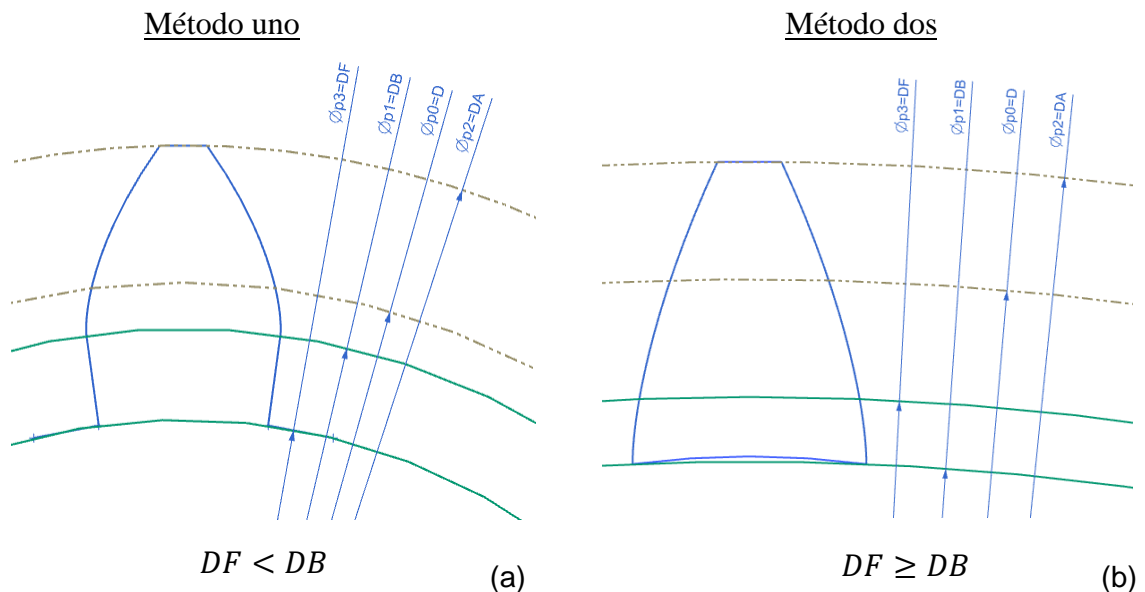 Método uno
Método dos
Øp3=DF
Øp1=DB
Øp0=D
Øp2=DA
Øp3=DF
Øp1=DB
Øp0=D
Øp2=DA
DF < DB
(a)
DF ≥ DB
(b)